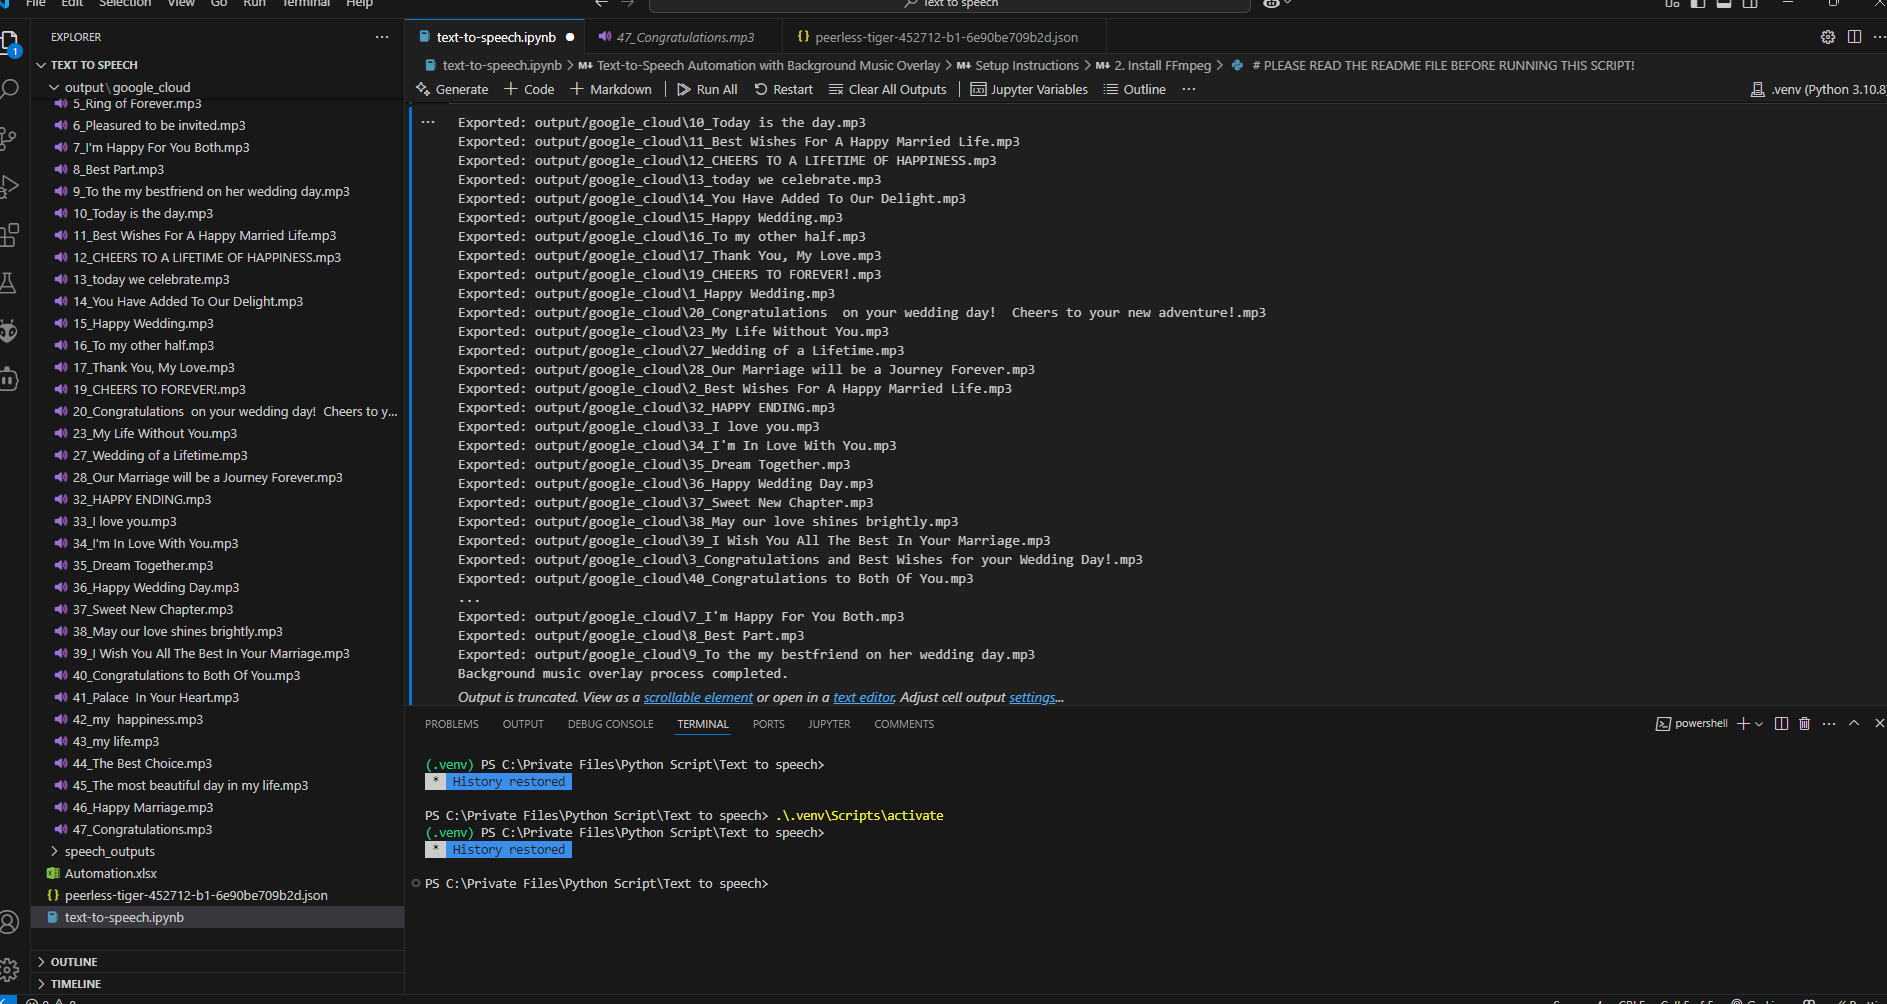 File Edit Selection View Go Run Terminal Help
Text to speech
EXPLORER
TEXT TO SPEECH
output\google_cloud
5_Ring of Forever.mp3
6_Pleasured to be invited.mp3
7_I'm Happy For You Both.mp3
8_Best Part.mp3
9_To the my bestfriend on her wedding day.mp3
10_Today is the day.mp3
11_Best Wishes For A Happy Married Life.mp3
12_CHEERS TO A LIFETIME OF HAPPINESS.mp3
13_today we celebrate.mp3
14_You Have Added To Our Delight.mp3
15_Happy Wedding.mp3
16_To my other half.mp3
17_Thank You, My Love.mp3
19_CHEERS TO FOREVER!.mp3
20_Congratulations  on your wedding day!  Cheers to y...
23_My Life Without You.mp3
27_Wedding of a Lifetime.mp3
28_Our Marriage will be a Journey Forever.mp3
32_HAPPY ENDING.mp3
33_I love you.mp3
34_I'm In Love With You.mp3
35_Dream Together.mp3
36_Happy Wedding Day.mp3
37_Sweet New Chapter.mp3
38_May our love shines brightly.mp3
39_I Wish You All The Best In Your Marriage.mp3
40_Congratulations to Both Of You.mp3
41_Palace  In Your Heart.mp3
42_my  happiness.mp3
43_my life.mp3
44_The Best Choice.mp3
45_The most beautiful day in my life.mp3
46_Happy Marriage.mp3
47_Congratulations.mp3
speech_outputs
Automation.xlsx
peerless-tiger-452712-b1-6e90be709b2d.json
text-to-speech.ipynb
OUTLINE
TIMELINE
text-to-speech.ipynb 47_Congratulations.mp3 peerless-tiger-452712-b1-6e90be709b2d.json
text-to-speech.ipynb > Text-to-Speech Automation with Background Music Overlay > Setup Instructions > 2. Install FFmpeg > # PLEASE READ THE README FILE BEFORE RUNNING THIS SCRIPT!
Generate + Code + Markdown Run All Restart Clear All Outputs Jupyter Variables Outline ... .venv (Python 3.10.8
Exported: output/google_cloud\10_Today is the day.mp3
Exported: output/google_cloud\11_Best Wishes For A Happy Married Life.mp3
Exported: output/google_cloud\12_CHEERS TO A LIFETIME OF HAPPINESS.mp3
Exported: output/google_cloud\13_today we celebrate.mp3
Exported: output/google_cloud\14_You Have Added To Our Delight.mp3
Exported: output/google_cloud\15_Happy Wedding.mp3
Exported: output/google_cloud\16_To my other half.mp3
Exported: output/google_cloud\17_Thank You, My Love.mp3
Exported: output/google_cloud\19_CHEERS TO FOREVER!.mp3
Exported: output/google_cloud\1_Happy Wedding.mp3
Exported: output/google_cloud\20_Congratulations  on your wedding day!  Cheers to your new adventure!.mp3
Exported: output/google_cloud\23_My Life Without You.mp3
Exported: output/google_cloud\27_Wedding of a Lifetime.mp3
Exported: output/google_cloud\28_Our Marriage will be a Journey Forever.mp3
Exported: output/google_cloud\2_Best Wishes For A Happy Married Life.mp3
Exported: output/google_cloud\32_HAPPY ENDING.mp3
Exported: output/google_cloud\33_I love you.mp3
Exported: output/google_cloud\34_I'm In Love With You.mp3
Exported: output/google_cloud\35_Dream Together.mp3
Exported: output/google_cloud\36_Happy Wedding Day.mp3
Exported: output/google_cloud\37_Sweet New Chapter.mp3
Exported: output/google_cloud\38_May our love shines brightly.mp3
Exported: output/google_cloud\39_I Wish You All The Best In Your Marriage.mp3
Exported: output/google_cloud\3_Congratulations and Best Wishes for your Wedding Day!.mp3
Exported: output/google_cloud\40_Congratulations to Both Of You.mp3
...
Exported: output/google_cloud\7_I'm Happy For You Both.mp3
Exported: output/google_cloud\8_Best Part.mp3
Exported: output/google_cloud\9_To the my bestfriend on her wedding day.mp3
Background music overlay process completed.
Output is truncated. View as a scrollable element or open in a text editor. Adjust cell output settings...
PROBLEMS OUTPUT DEBUG CONSOLE TERMINAL PORTS JUPYTER COMMENTS powershell
(.venv) PS C:\Private Files\Python Script\Text to speech>
* History restored
PS C:\Private Files\Python Script\Text to speech> .\.venv\Scripts\activate
(.venv) PS C:\Private Files\Python Script\Text to speech>
* History restored
PS C:\Private Files\Python Script\Text to speech>